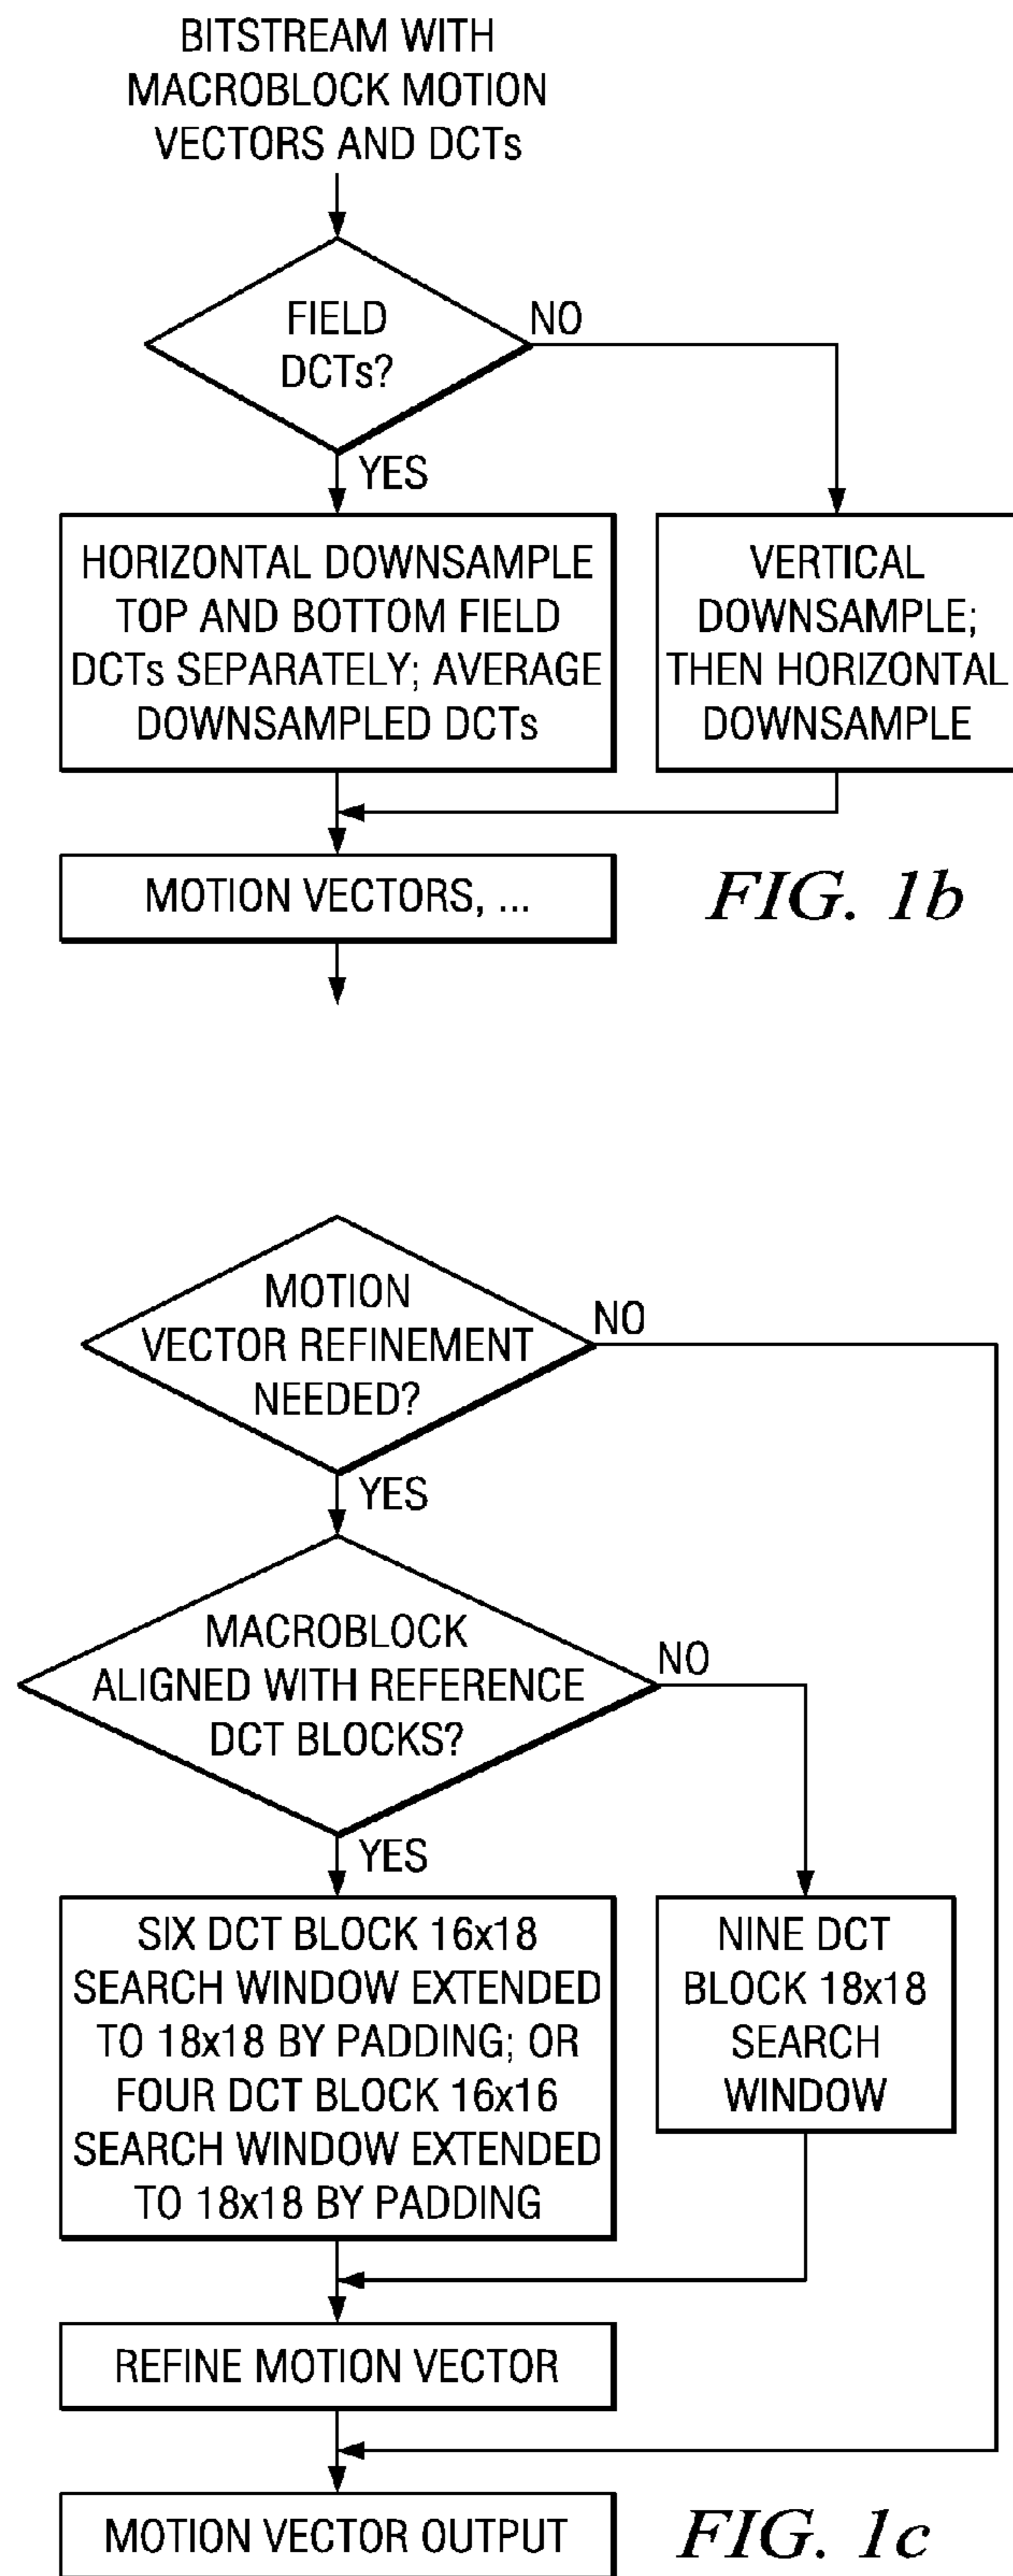 BITSTREAM WITH
MACROBLOCK MOTION
VECTORS AND DCTs
FIELD
DCTs?
NO
YES
HORIZONTAL DOWNSAMPLE
TOP AND BOTTOM FIELD
DCTs SEPARATELY; AVERAGE
DOWNSAMPLED DCTs
VERTICAL
DOWNSAMPLE;
THEN HORIZONTAL
DOWNSAMPLE
MOTION VECTORS, ...
FIG. 1b
MOTION
VECTOR REFINEMENT
NEEDED?
NO
YES
MACROBLOCK
ALIGNED WITH REFERENCE
DCT BLOCKS?
NO
YES
SIX DCT BLOCK 16x18
SEARCH WINDOW EXTENDED
TO 18x18 BY PADDING; OR
FOUR DCT BLOCK 16x16
SEARCH WINDOW EXTENDED
TO 18x18 BY PADDING
NINE DCT
BLOCK 18x18
SEARCH
WINDOW
REFINE MOTION VECTOR
MOTION VECTOR OUTPUT
FIG. 1c